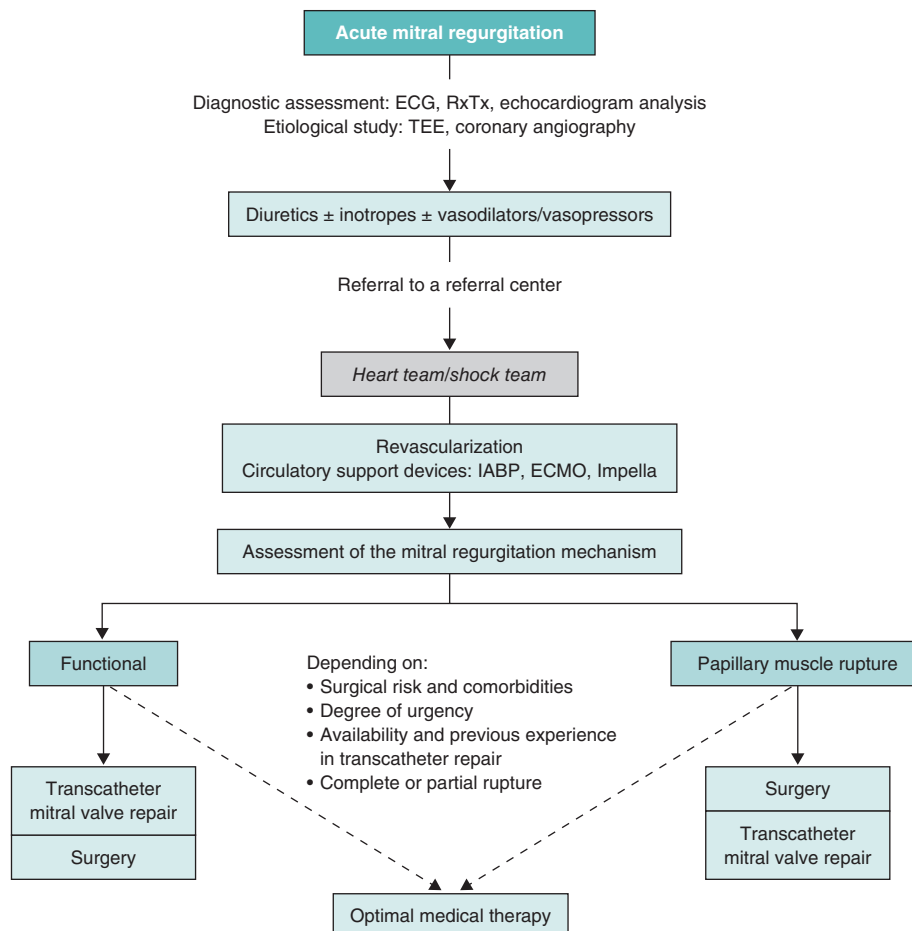 Acute mitral regurgitation
Diagnostic assessment: ECG, RxTx, echocardiogram analysis
Etiological study: TEE, coronary angiography
Diuretics ± inotropes ± vasodilators/vasopressors
Referral to a referral center
Heart team/shock team
Revascularization
Circulatory support devices: IABP, ECMO, Impella
Assessment of the mitral regurgitation mechanism
Functional
Depending on:
• Surgical risk and comorbidities
• Degree of urgency
• Availability and previous experience
in transcatheter repair
• Complete or partial rupture
Papillary muscle rupture
Transcatheter
mitral valve repair
Surgery
Surgery
Transcatheter
mitral valve repair
Optimal medical therapy